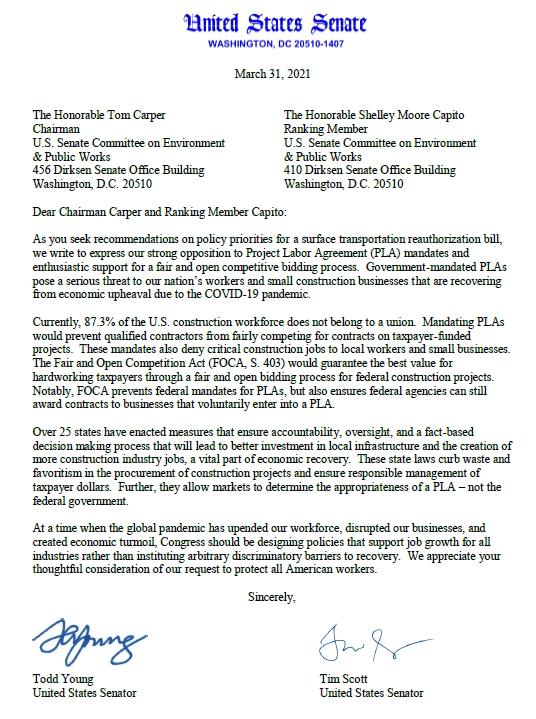 United States Senate
WASHINGTON, DC 20510-1407
March 31, 2021
The Honorable Tom Carper
Chairman
U.S. Senate Committee on Environment
& Public Works
456 Dirksen Senate Office Building
Washington, D.C. 20510
The Honorable Shelley Moore Capito
Ranking Member
U.S. Senate Committee on Environment
& Public Works
410 Dirksen Senate Office Building
Washington, D.C. 20510
Dear Chairman Carper and Ranking Member Capito:
As you seek recommendations on policy priorities for a surface transportation reauthorization bill,
we write to express our strong opposition to Project Labor Agreement (PLA) mandates and
enthusiastic support for a fair and open competitive bidding process. Government-mandated PLAs
pose a serious threat to our nation's workers and small construction businesses that are recovering
from economic upheaval due to the COVID-19 pandemic.
Currently, 87.3% of the U.S. construction workforce does not belong to a union. Mandating PLAs
would prevent qualified contractors from fairly competing for contracts on taxpayer-funded
projects. These mandates also deny critical construction jobs to local workers and small businesses.
The Fair and Open Competition Act (FOCA, S. 403) would guarantee the best value for
hardworking taxpayers through a fair and open bidding process for federal construction projects.
Notably, FOCA prevents federal mandates for PLAs, but also ensures federal agencies can still
award contracts to businesses that voluntarily enter into a PLA.
Over 25 states have enacted measures that ensure accountability, oversight, and a fact-based
decision making process that will lead to better investment in local infrastructure and the creation of
more construction industry jobs, a vital part of economic recovery. These state laws curb waste and
favoritism in the procurement of construction projects and ensure responsible management of
taxpayer dollars. Further, they allow markets to determine the appropriateness of a PLA – not the
federal government.
At a time when the global pandemic has upended our workforce, disrupted our businesses, and
created economic turmoil, Congress should be designing policies that support job growth for all
industries rather than instituting arbitrary discriminatory barriers to recovery. We appreciate your
thoughtful consideration of our request to protect all American workers.
Sincerely,
Todd Young
United States Senator
Tim Scott
United States Senator